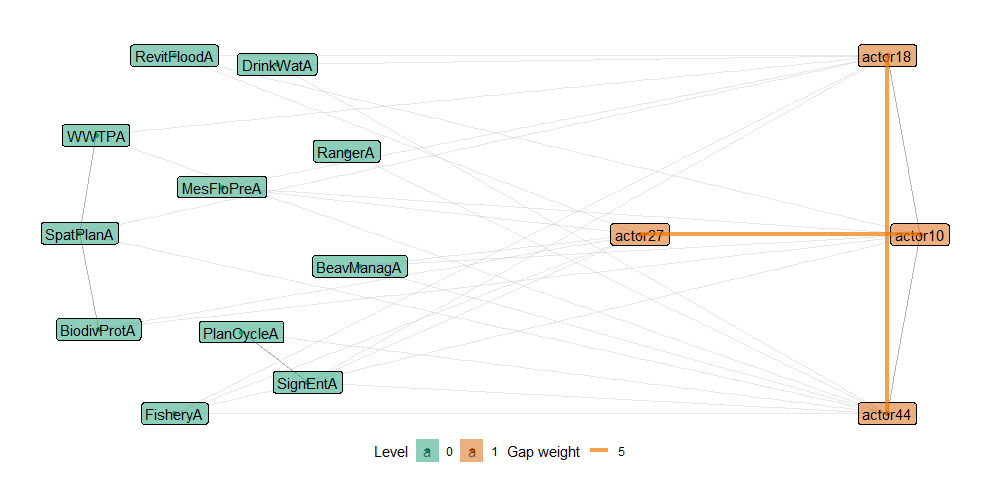 RevitFloodA
DrinkWatA
actor18
WWTPA
RangerA
MesFloPreA
SpatPlanA
actor27
actor10
BeavManagA
BiodivProtA
PlanCycleA
SignEntA
FisheryA
actor44
Level a 0 a 1 Gap weight 5